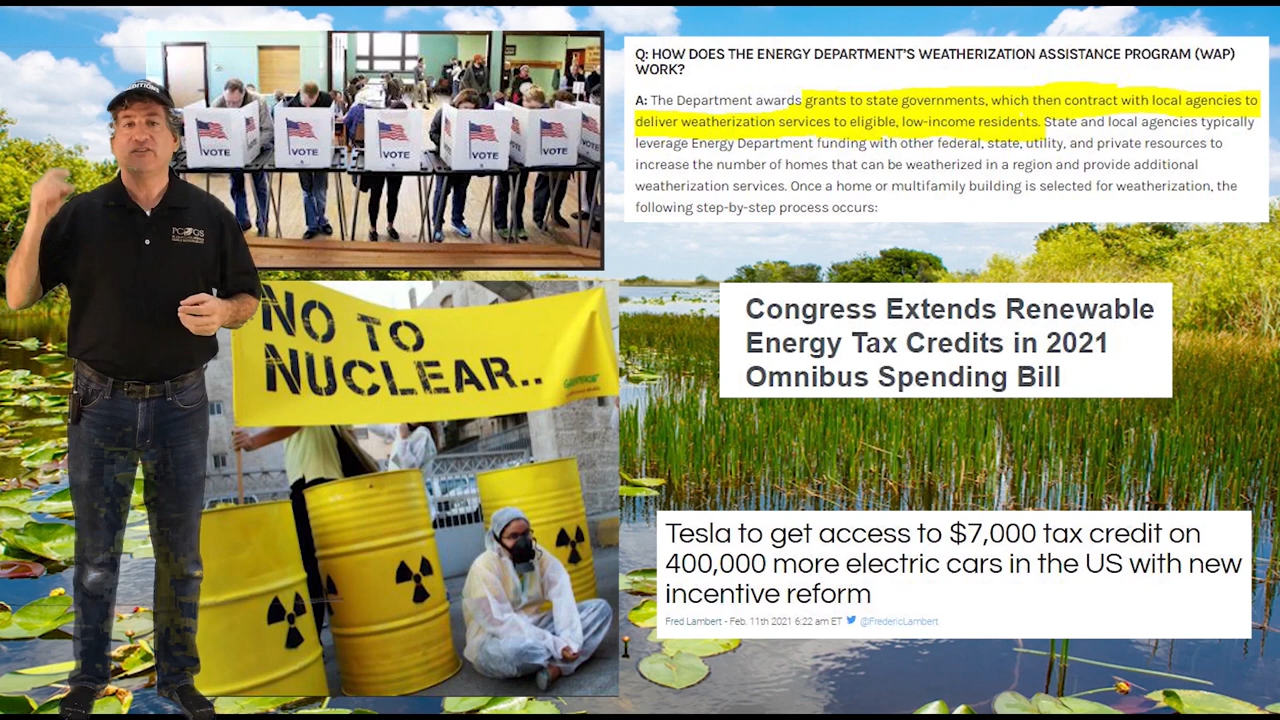 VOTE
VOTE
VOTE
VOTE
VOTE
Q: HOW DOES THE ENERGY DEPARTMENT'S WEATHERIZATION ASSISTANCE PROGRAM (WAP)
WORK?
A: The Department awards grants to state governments, which then contract with local agencies to
deliver weatherization services to eligible, low-income residents. State and local agencies typically
leverage Energy Department funding with other federal, state, utility, and private resources to
increase the number of homes that can be weatherized in a region and provide additional
weatherization services. Once a home or multifamily building is selected for weatherization, the
following step-by-step process occurs:
NO TO
NUCLEAR..
GREENPEACE
Congress Extends Renewable
Energy Tax Credits in 2021
Omnibus Spending Bill
Tesla to get access to $7,000 tax credit on
400,000 more electric cars in the US with new
incentive reform
Fred Lambert - Feb. 11th 2021 6:22 am ET @FredericLambert